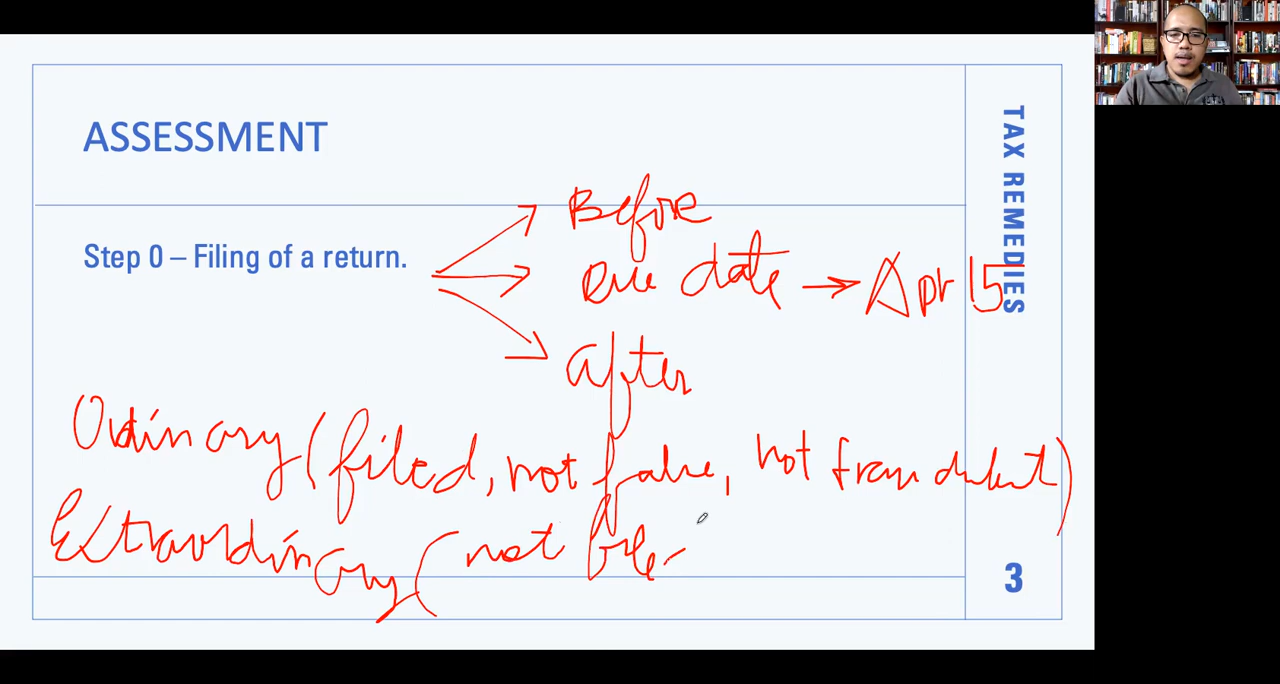 ASSESSMENT
TAX REMEDIES
Before
Step 0 – Filing of a return.
Due date → Apr 15
after
Ordinary (filed, not false, not fraudulent)
Extraordinary ( not file
3